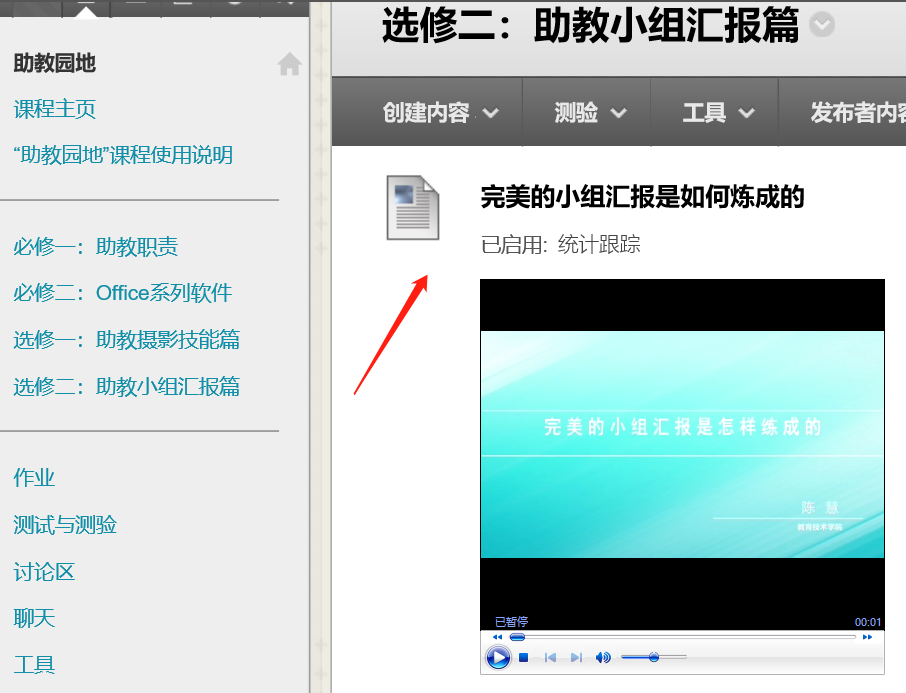 助教园地
课程主页
“助教园地”课程使用说明
必修一：助教职责
必修二：Office系列软件
选修一：助教摄影技能篇
选修二：助教小组汇报篇
作业
测试与测验
讨论区
聊天
工具
选修二：助教小组汇报篇
创建内容 测验 工具 发布者内容
完美的小组汇报是如何炼成的
已启用: 统计跟踪
完美的小组汇报是怎样练成的
陈 慧
教育技术学院
已暂停 00:01